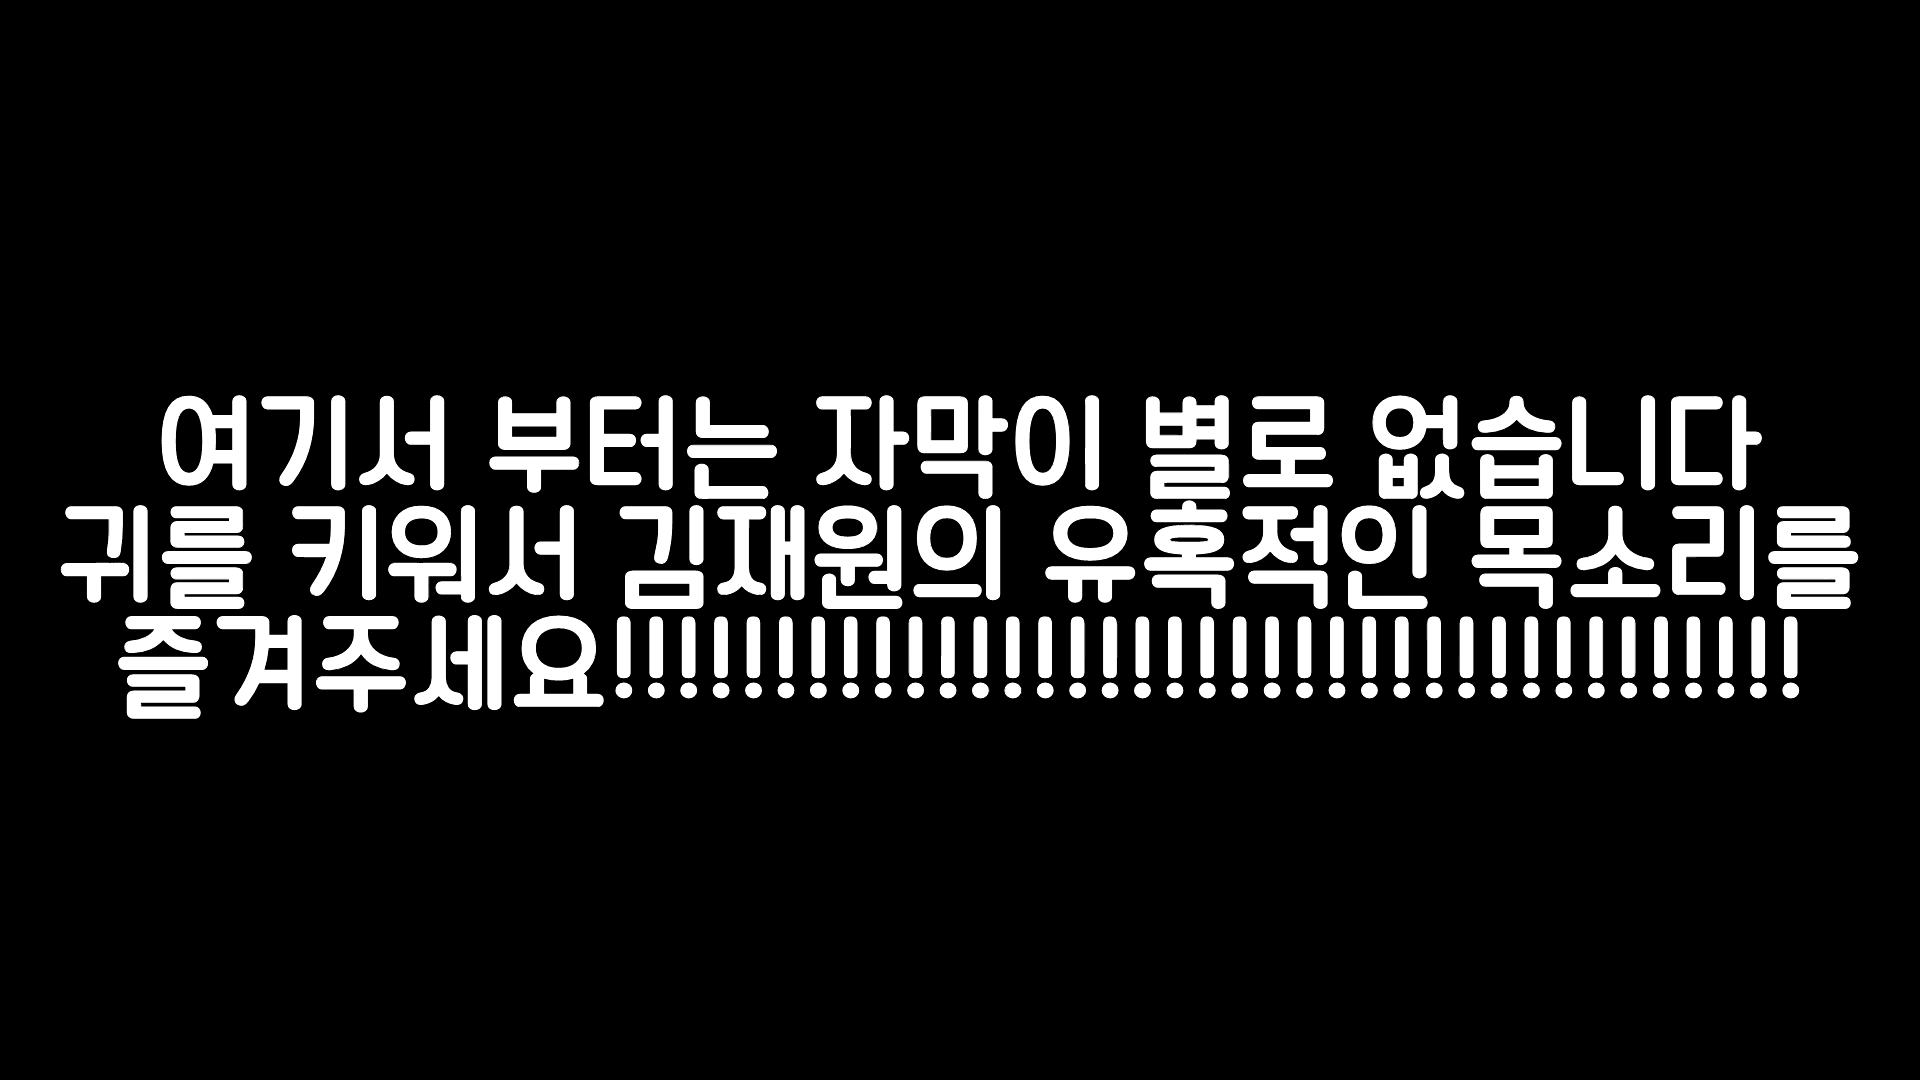 여기서 부터는 자막이 별로 없습니다
귀를 키워서 김재원의 유혹적인 목소리를
즐겨주세요!!!!!!!!!!!!!!!!!!!!!!!!!!!!!!!!!!!!!